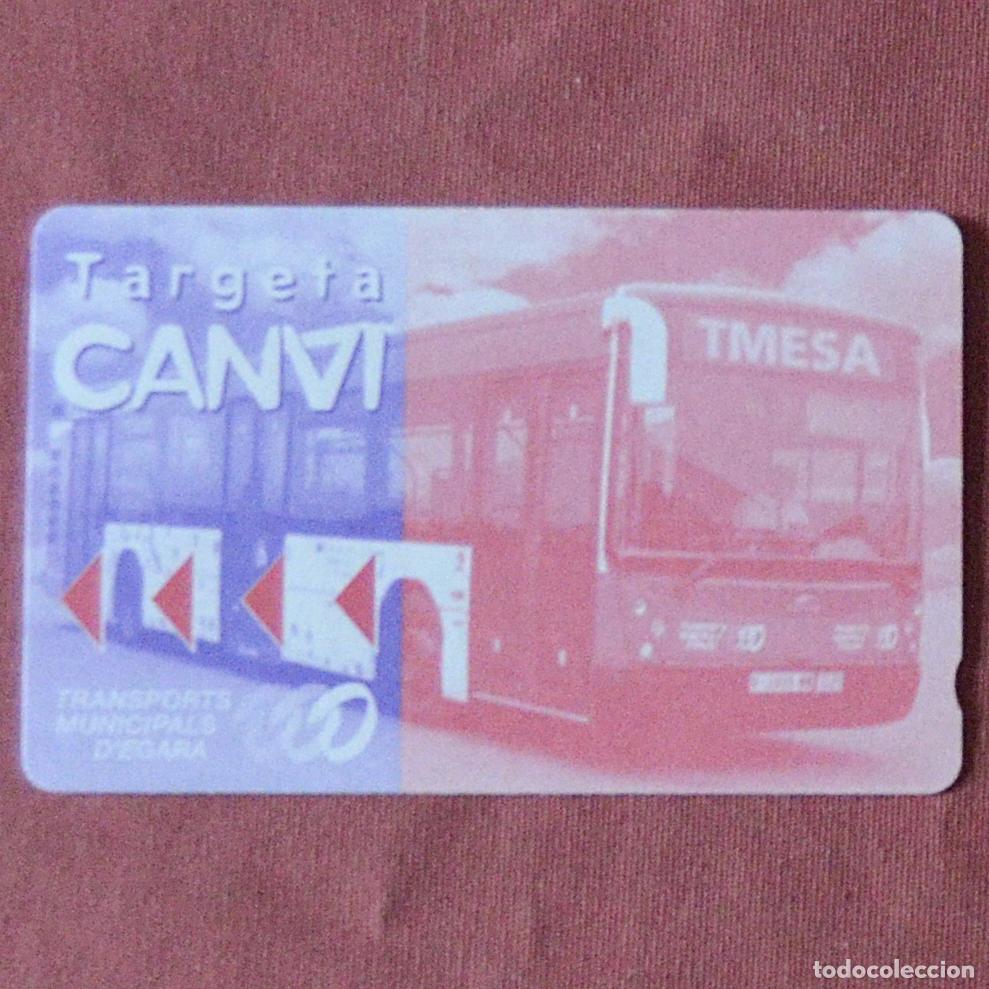 Targeta
CANVI
TMESA
TRANSPORTS
MUNICIPALS
D'EGARA
todocoleccion